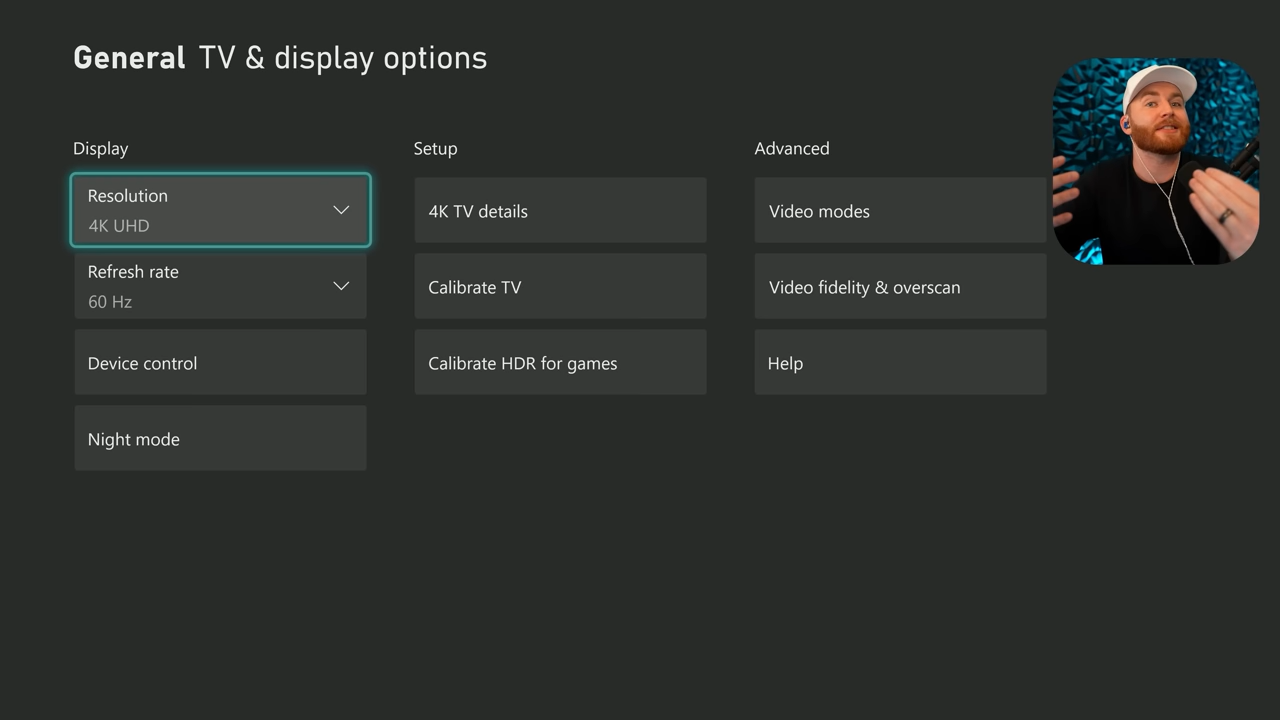 General TV & display options
Display
Resolution
4K UHD
Refresh rate
60 Hz
Device control
Night mode
Setup
4K TV details
Calibrate TV
Calibrate HDR for games
Advanced
Video modes
Video fidelity & overscan
Help